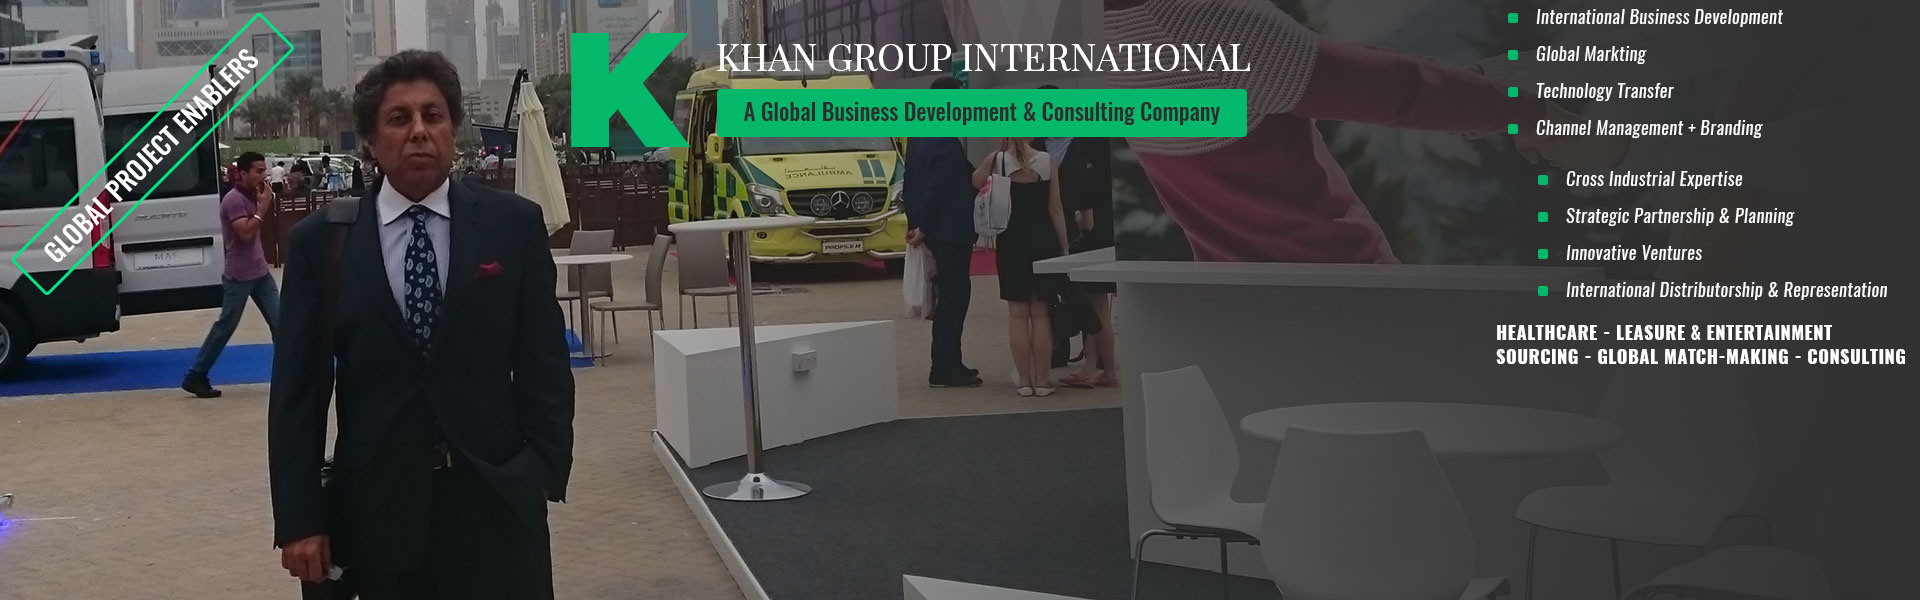 GLOBAL PROJECT ENABLERS
K
KHAN GROUP INTERNATIONAL
A Global Business Development & Consulting Company
International Business Development
Global Markting
Technology Transfer
Channel Management + Branding
Cross Industrial Expertise
Strategic Partnership & Planning
Innovative Ventures
International Distributorship & Representation
HEALTHCARE - LEASURE & ENTERTAINMENT
SOURCING - GLOBAL MATCH-MAKING - CONSULTING
AMBULANCE
PROFILE
MAF